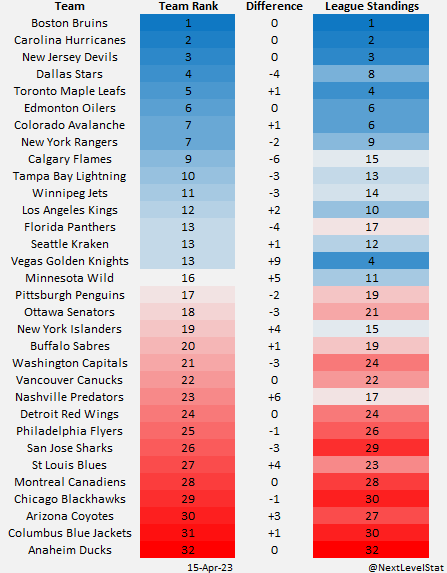 Team Team Rank Difference League Standings
Boston Bruins 1 0 1
Carolina Hurricanes 2 0 2
New Jersey Devils 3 0 3
Dallas Stars 4 -4 8
Toronto Maple Leafs 5 +1 4
Edmonton Oilers 6 0 6
Colorado Avalanche 7 +1 6
New York Rangers 7 -2 9
Calgary Flames 9 -6 15
Tampa Bay Lightning 10 -3 13
Winnipeg Jets 11 -3 14
Los Angeles Kings 12 +2 10
Florida Panthers 13 -4 17
Seattle Kraken 13 +1 12
Vegas Golden Knights 13 +9 4
Minnesota Wild 16 +5 11
Pittsburgh Penguins 17 -2 19
Ottawa Senators 18 -3 21
New York Islanders 19 +4 15
Buffalo Sabres 20 +1 19
Washington Capitals 21 -3 24
Vancouver Canucks 22 0 22
Nashville Predators 23 +6 17
Detroit Red Wings 24 0 24
Philadelphia Flyers 25 -1 26
San Jose Sharks 26 -3 29
St Louis Blues 27 +4 23
Montreal Canadiens 28 0 28
Chicago Blackhawks 29 -1 30
Arizona Coyotes 30 +3 27
Columbus Blue Jackets 31 +1 30
Anaheim Ducks 32 0 32
15-Apr-23 @NextLevelStat